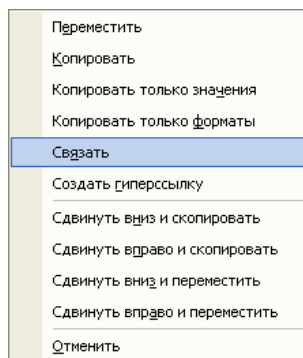 Переместить
Копировать
Копировать только значения
Копировать только форматы
Связать
Создать гиперссылку
Сдвинуть вниз и скопировать
Сдвинуть вправо и скопировать
Сдвинуть вниз и переместить
Сдвинуть вправо и переместить
Отменить